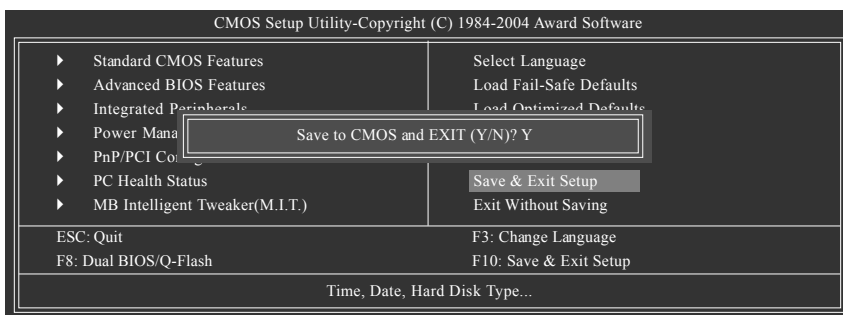 CMOS Setup Utility-Copyright (C) 1984-2004 Award Software
Standard CMOS Features
Advanced BIOS Features
Integrated Peripherals
Power Mana
PnP/PCI
PC Health Status
MB Intelligent Tweaker(M.I.T.)
Select Language
Load Fail-Safe Defaults
Load Optimized Defaults
Save & Exit Setup
Exit Without Saving
Save to CMOS and EXIT (Y/N)? Y
ESC: Quit
F3: Change Language
F8: Dual BIOS/Q-Flash
F10: Save & Exit Setup
Time, Date, Hard Disk Type...